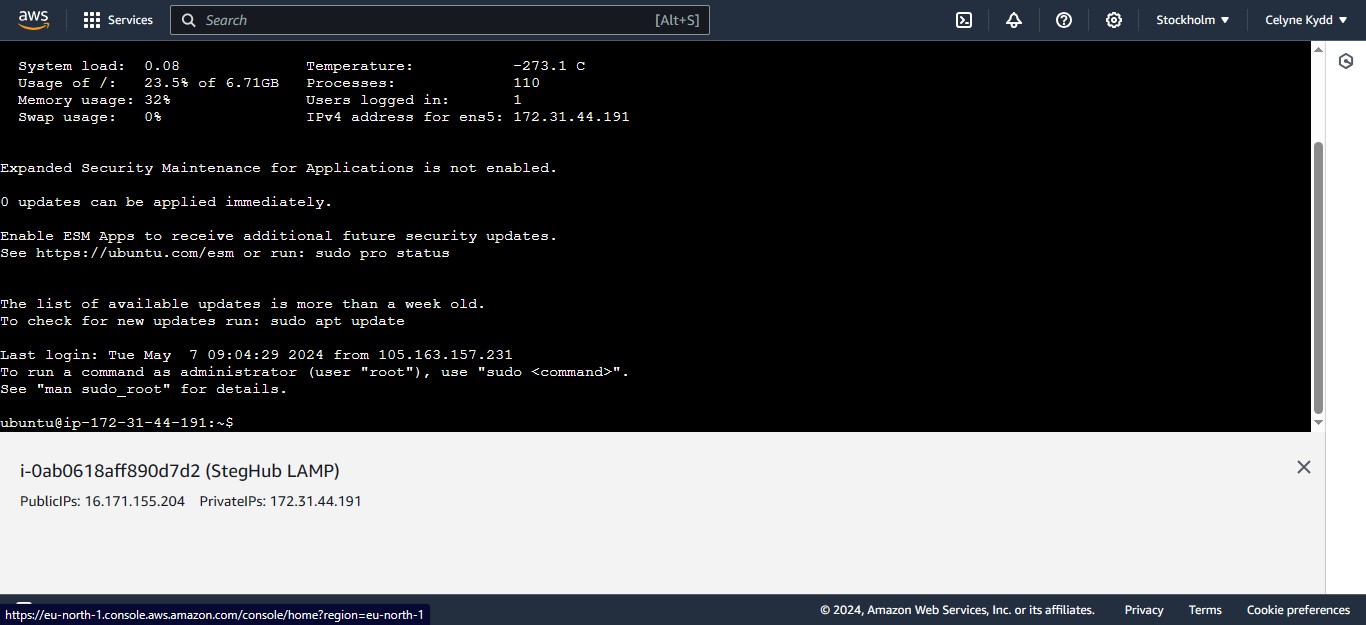 aws Services Search [Alt+S] Stockholm ▼ Celyne Kydd ▼
System load: 0.08 Temperature: -273.1 C
Usage of /: 23.5% of 6.71GB Processes: 110
Memory usage: 32% Users logged in: 1
Swap usage: 0% IPv4 address for ens5: 172.31.44.191
Expanded Security Maintenance for Applications is not enabled.
0 updates can be applied immediately.
Enable ESM Apps to receive additional future security updates.
See https://ubuntu.com/esm or run: sudo pro status
The list of available updates is more than a week old.
To check for new updates run: sudo apt update
Last login: Tue May  7 09:04:29 2024 from 105.163.157.231
To run a command as administrator (user "root"), use "sudo <command>".
See "man sudo_root" for details.
ubuntu@ip-172-31-44-191:~$
i-0ab0618aff890d7d2 (StegHub LAMP)
PublicIPs: 16.171.155.204 PrivateIPs: 172.31.44.191
https://eu-north-1.console.aws.amazon.com/console/home?region=eu-north-1 © 2024, Amazon Web Services, Inc. or its affiliates. Privacy Terms Cookie preferences